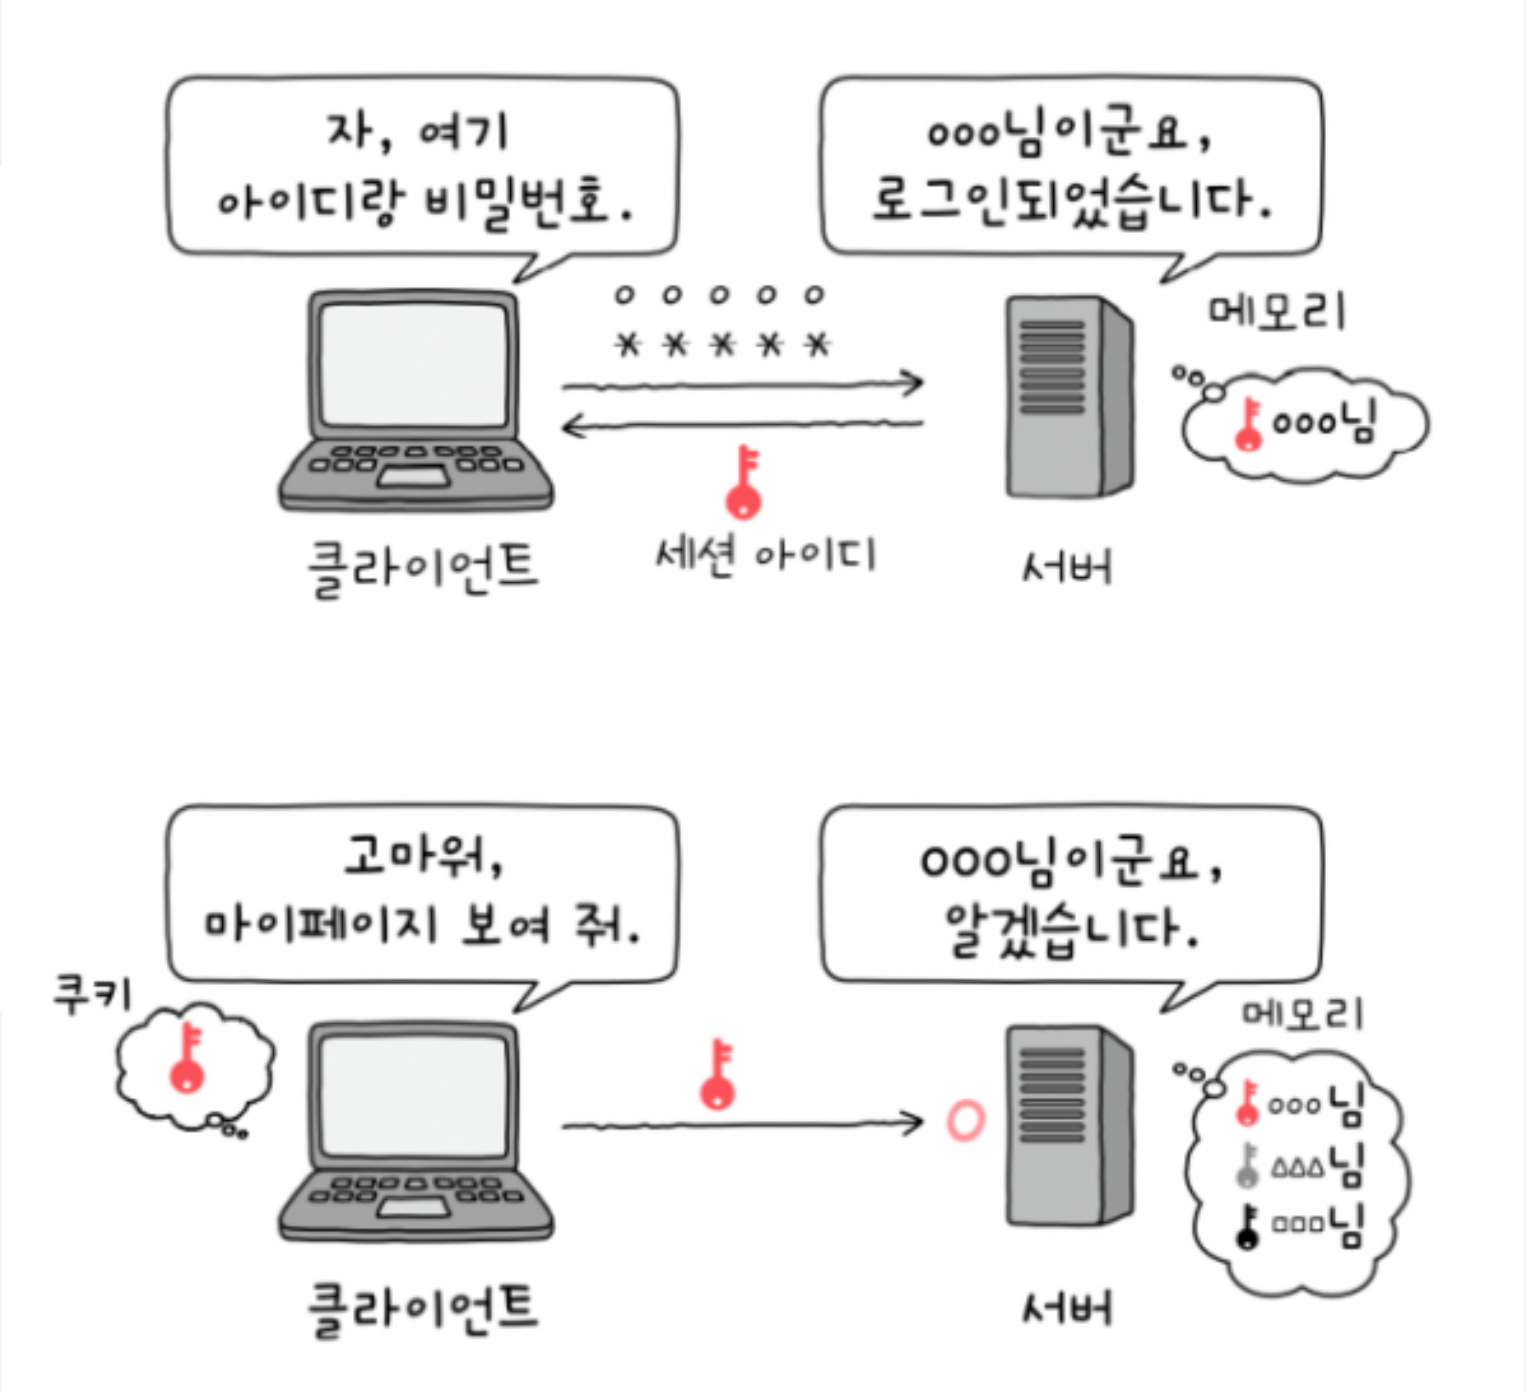 자, 여기
아이디랑 비밀번호.
ooo님이군요,
로그인되었습니다.
o o o o o
* * * * *
메모리
ooo님
세션 아이디
클라이언트
서버
고마워,
마이페이지 보여 줘.
OOO님이군요,
알겠습니다.
쿠키
메모리
ooo님
△△△님
□□□님
클라이언트
서버